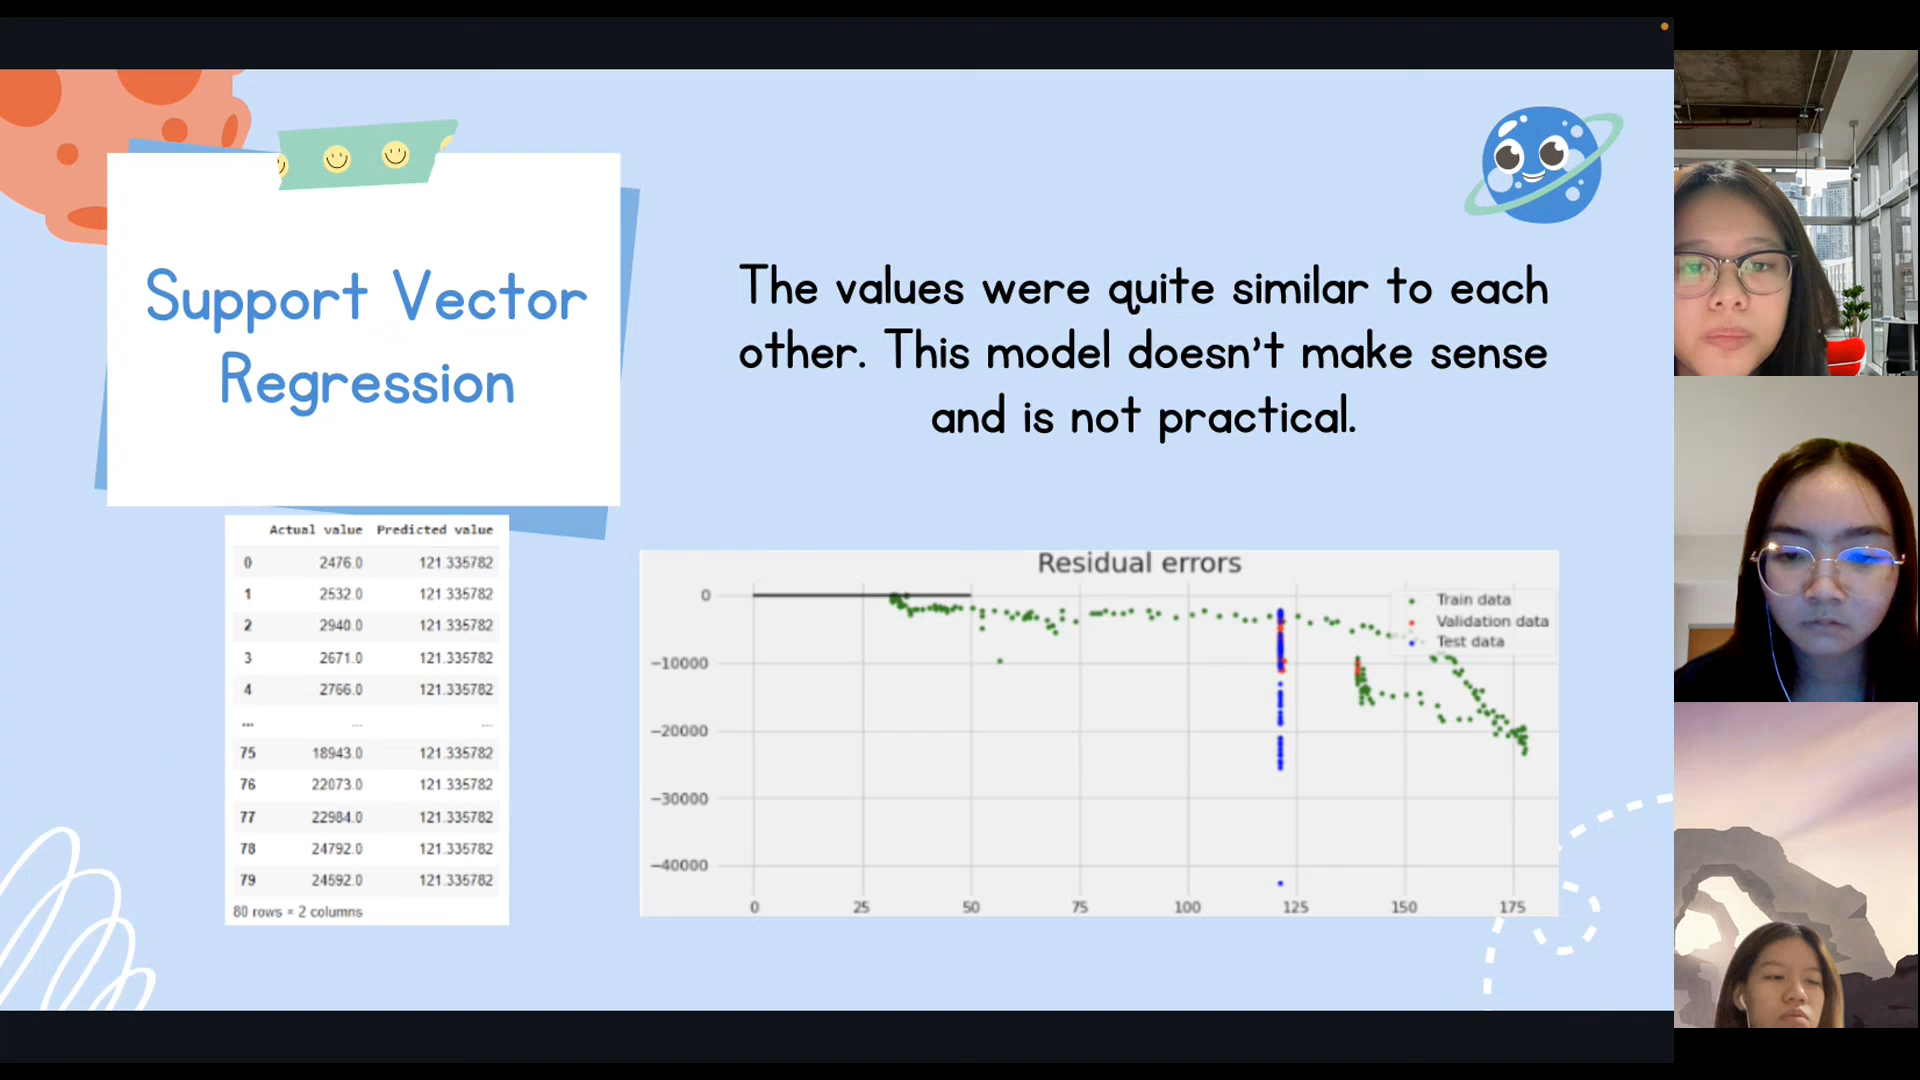 Support Vector
Regression
The values were quite similar to each
other. This model doesn't make sense
and is not practical.
Actual value Predicted value
0 2476.0 121.335782
1 2532.0 121.335782
2 2940.0 121.335782
3 2671.0 121.335782
4 2766.0 121.335782
... ... ...
75 18943.0 121.335782
76 22073.0 121.335782
77 22984.0 121.335782
78 24792.0 121.335782
79 24592.0 121.335782
80 rows × 2 columns
Residual errors
Train data
Validation data
Test data
0
−10000
−20000
−30000
−40000
0 25 50 75 100 125 150 175